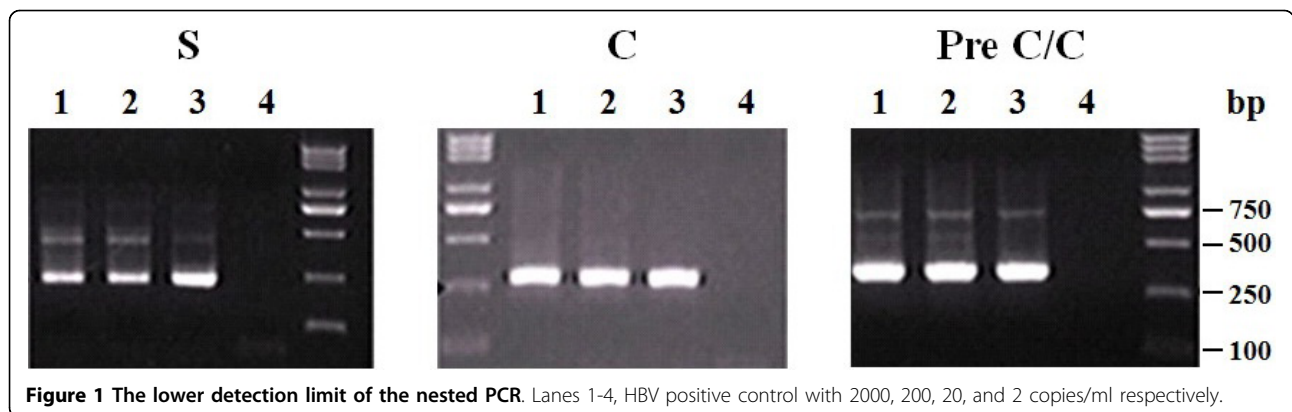 S C Pre C/C
1 2 3 4 1 2 3 4 1 2 3 4 bp
750
500
250
100
Figure 1 The lower detection limit of the nested PCR. Lanes 1-4, HBV positive control with 2000, 200, 20, and 2 copies/ml respectively.